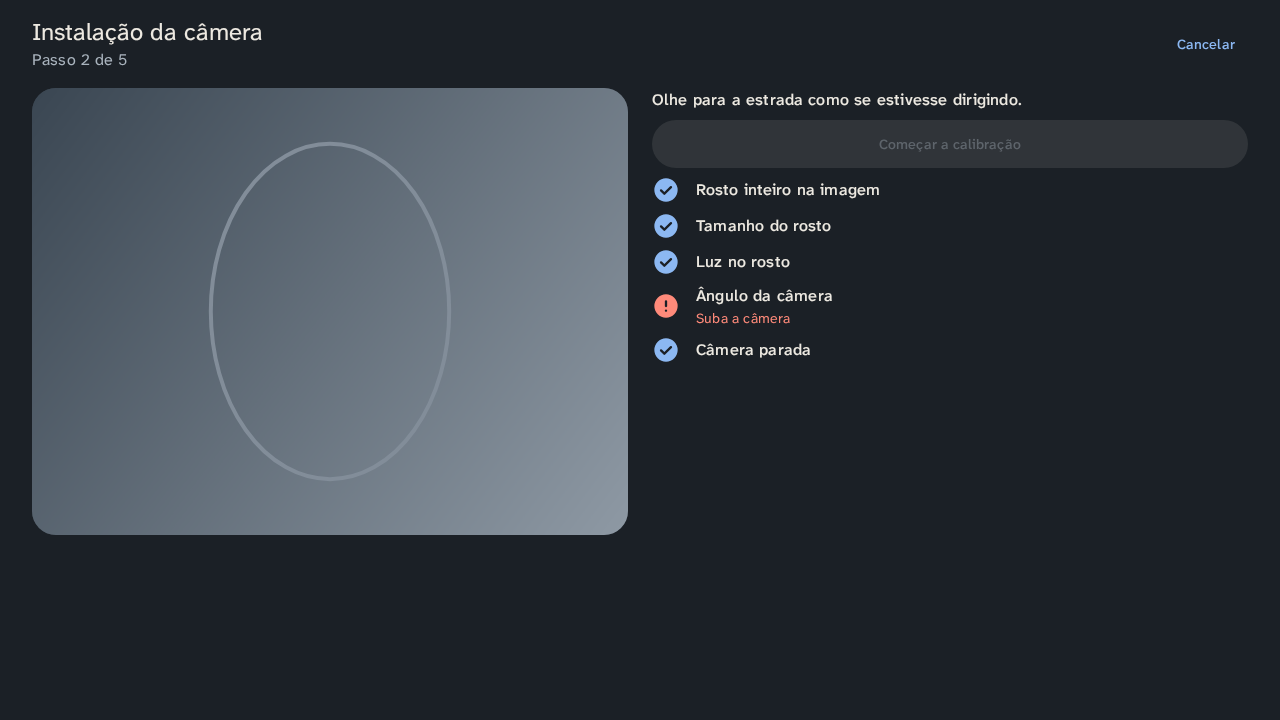 Instalação da câmera
Passo 2 de 5
Cancelar
Olhe para a estrada como se estivesse dirigindo.
Começar a calibração
Rosto inteiro na imagem
Tamanho do rosto
Luz no rosto
Ângulo da câmera
Suba a câmera
Câmera parada